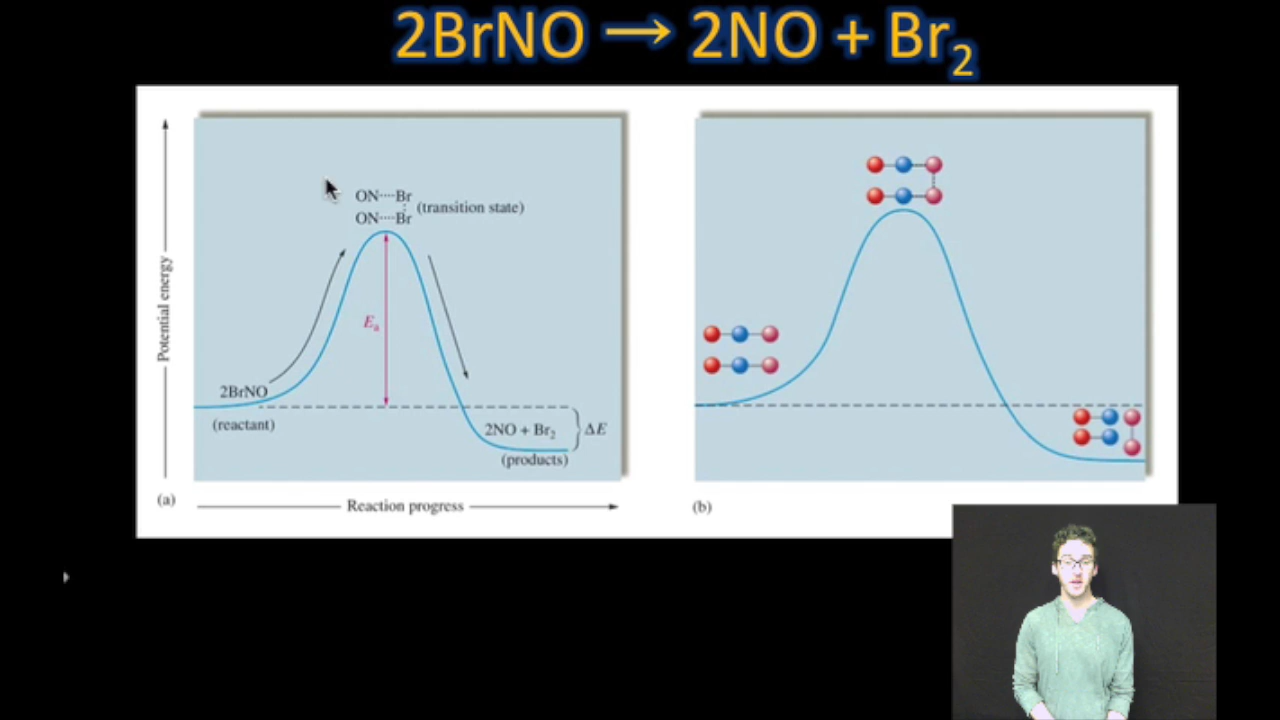 2BrNO → 2NO + Br₂
ON····Br
(transition state)
ON····Br
Potential energy
Eₐ
2BrNO
(reactant)
2NO + Br₂
ΔE
(products)
(a)
Reaction progress
(b)